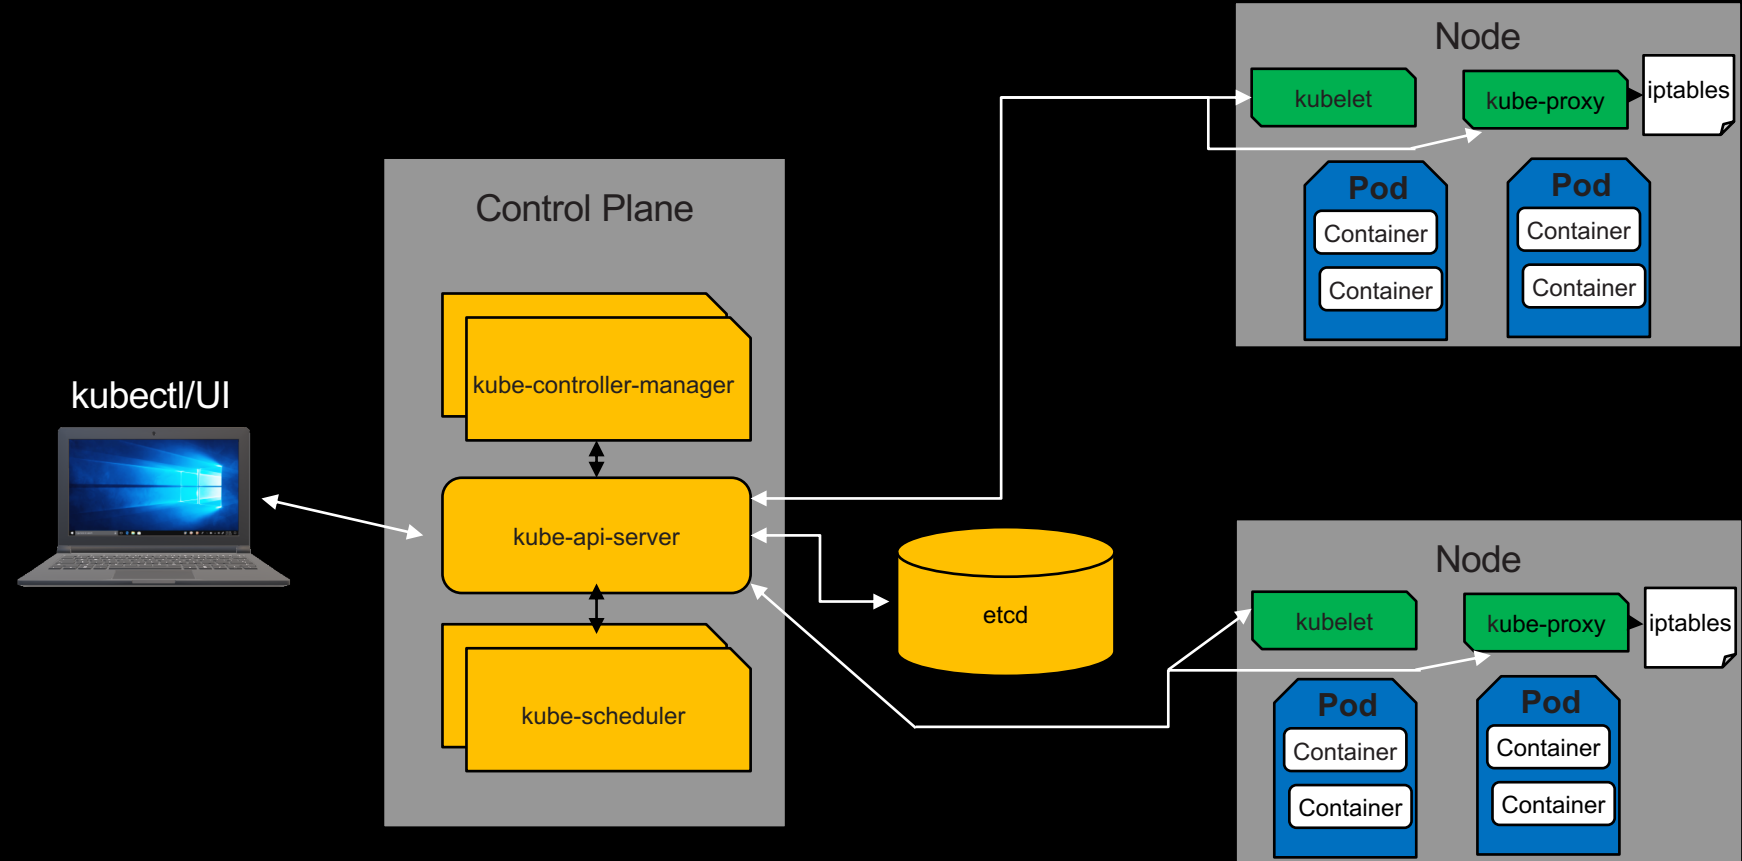 kubectl/UI
Control Plane
kube-controller-manager
kube-api-server
kube-scheduler
etcd
Node
kubelet
kube-proxy
iptables
Pod
Container
Container
Pod
Container
Container
Node
kubelet
kube-proxy
iptables
Pod
Container
Container
Pod
Container
Container